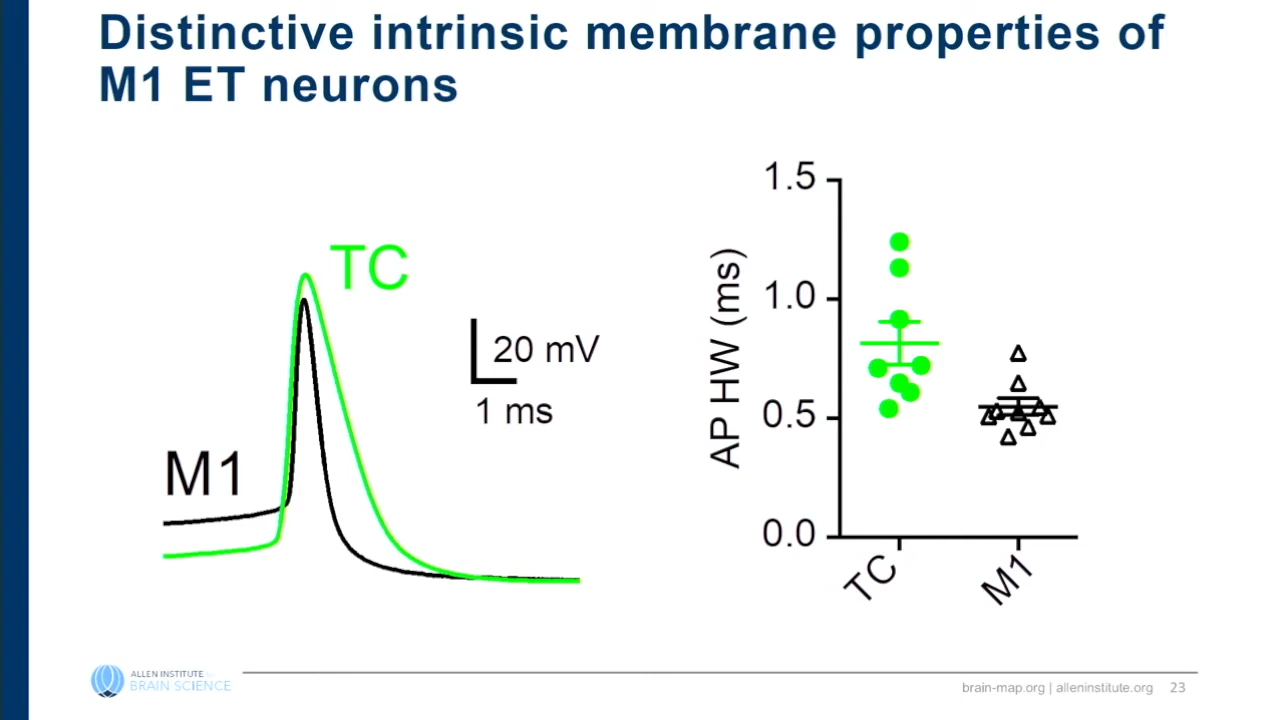 Distinctive intrinsic membrane properties of
M1 ET neurons
TC
M1
20 mV
1 ms
AP HW (ms)
1.5
1.0
0.5
0.0
TC
M1
ALLEN INSTITUTE for
BRAIN SCIENCE
brain-map.org | alleninstitute.org 23